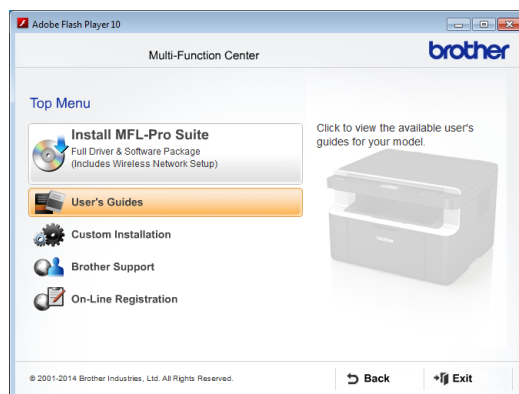 Adobe Flash Player 10
Multi-Function Center
brother
Top Menu
Install MFL-Pro Suite
Full Driver & Software Package
(Includes Wireless Network Setup)
User's Guides
Custom Installation
Brother Support
On-Line Registration
Click to view the available user's
guides for your model.
© 2001-2014 Brother Industries, Ltd. All Rights Reserved.
Back
Exit